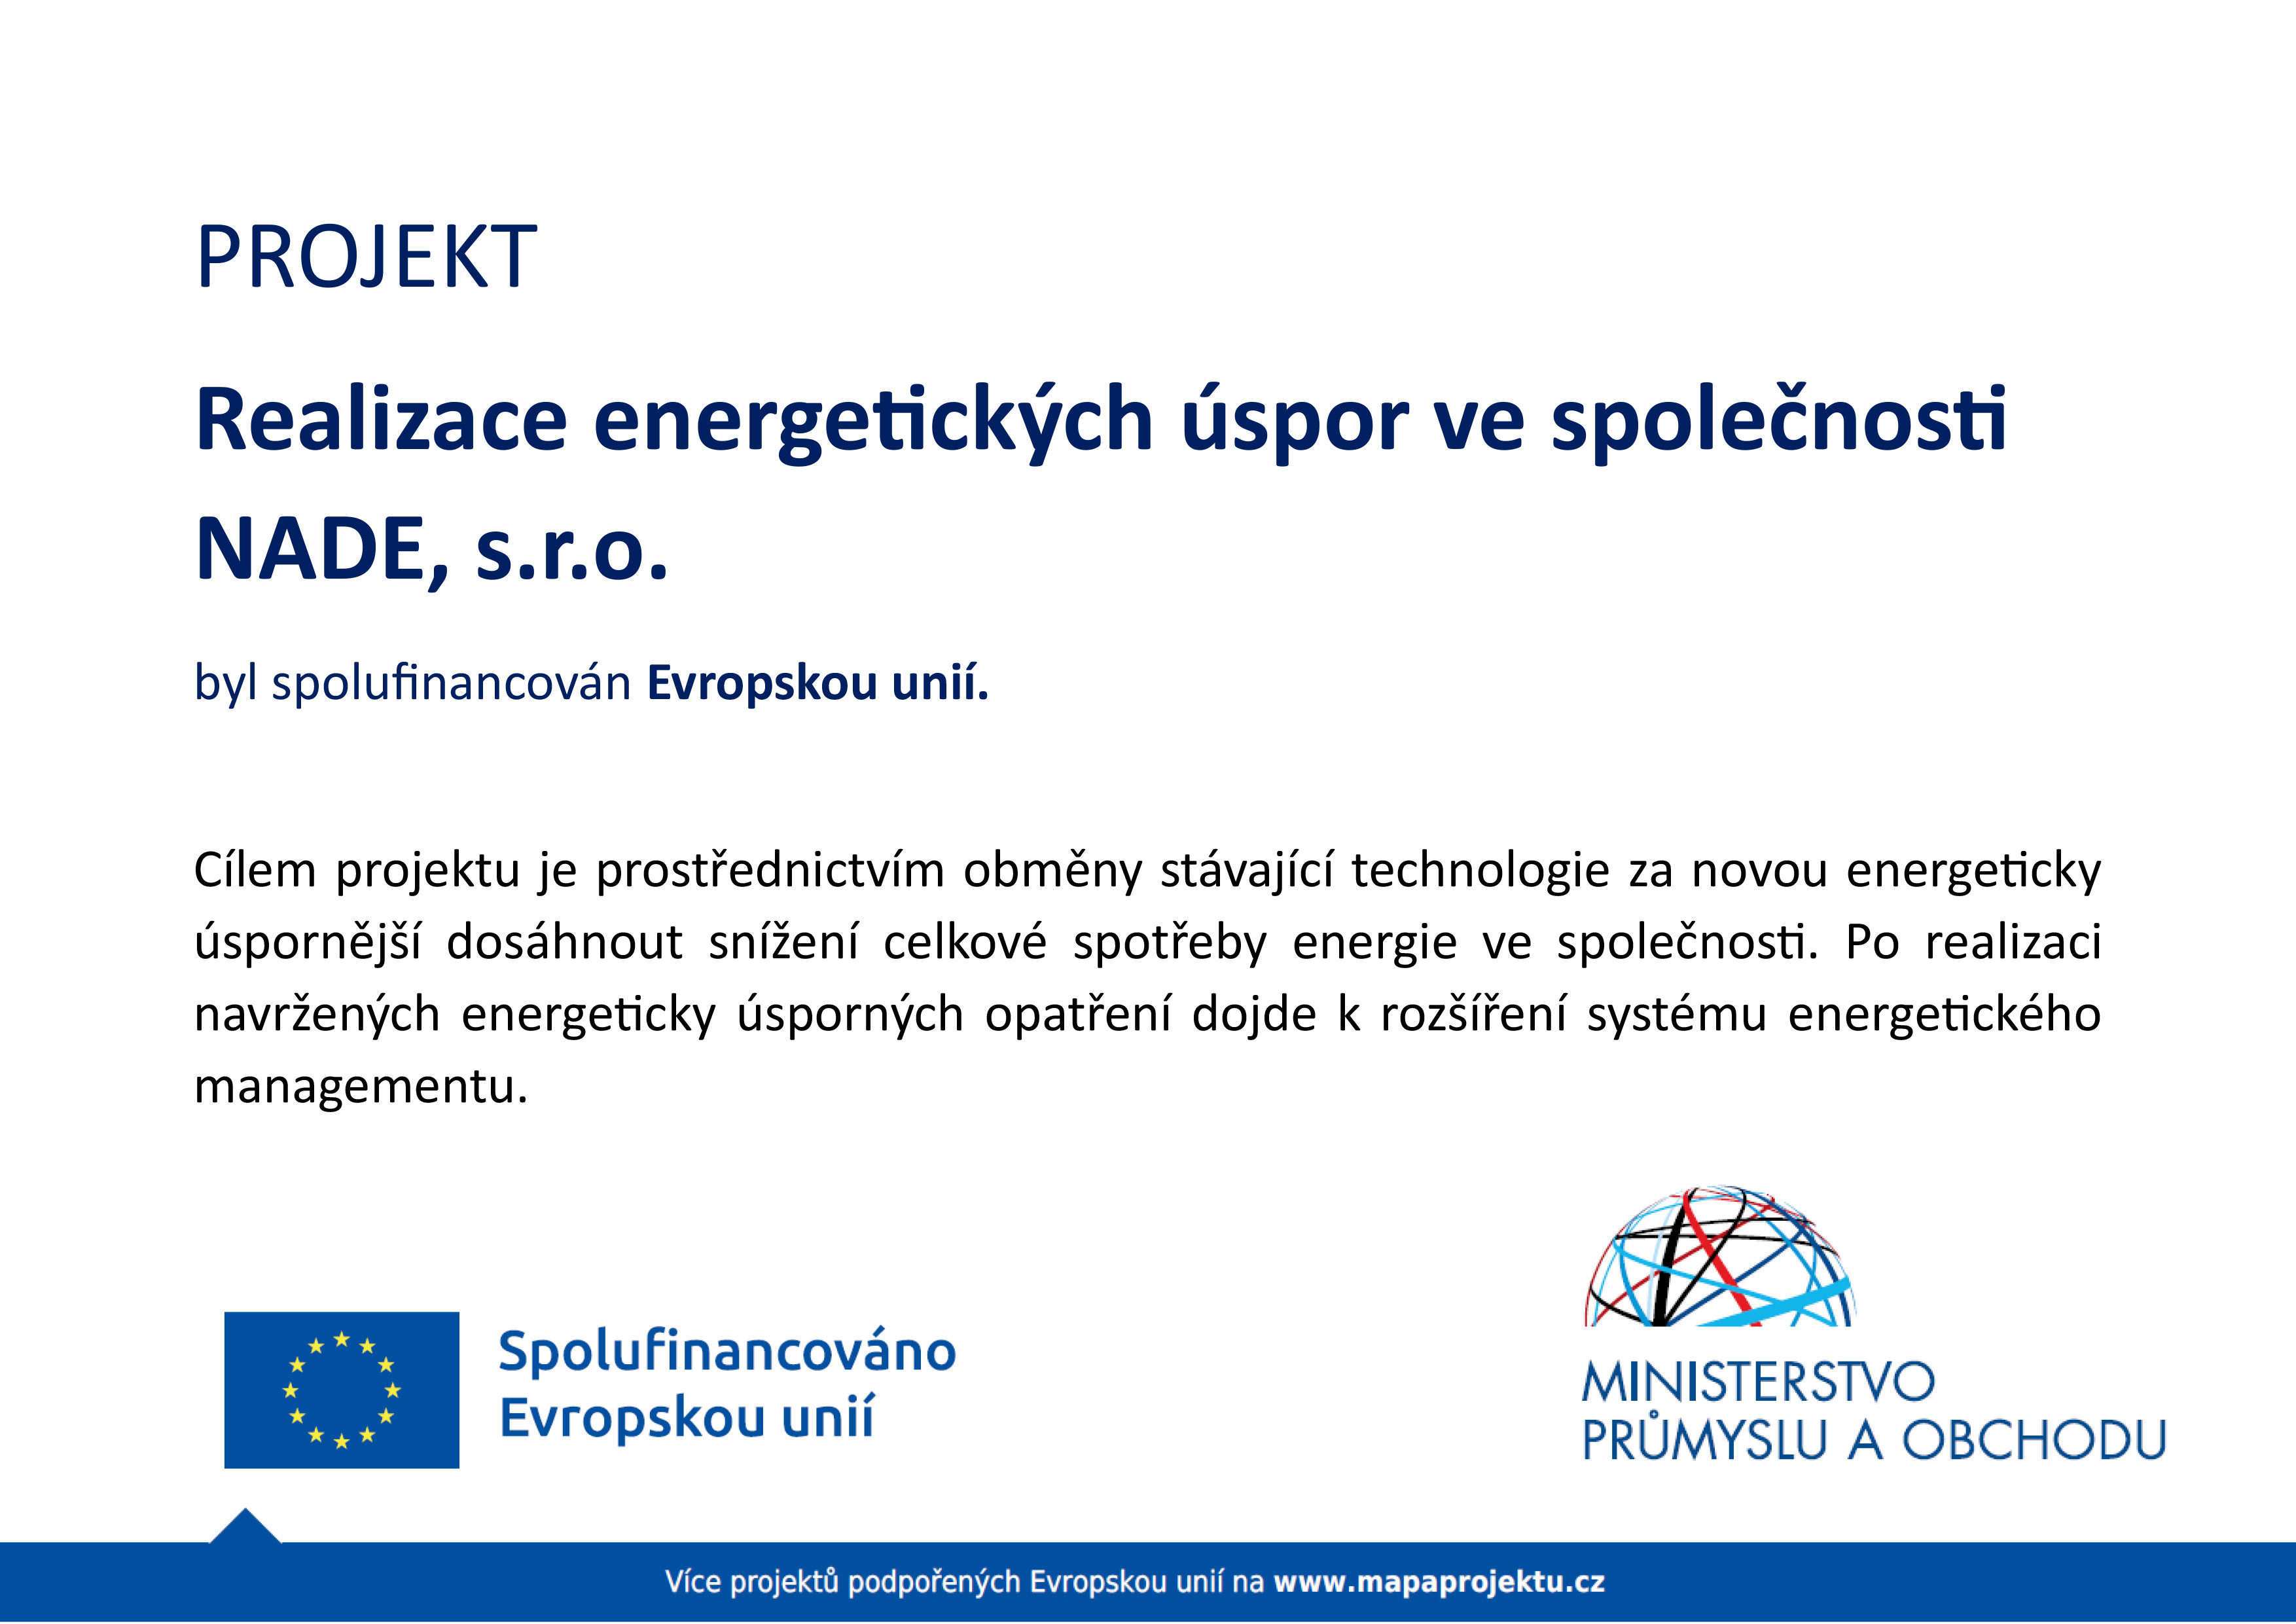 PROJEKT
Realizace energetických úspor ve společnosti
NADE, s.r.o.
byl spolufinancován Evropskou unií.
Cílem projektu je prostřednictvím obměny stávající technologie za novou energeticky
úspornější dosáhnout snížení celkové spotřeby energie ve společnosti. Po realizaci
navržených energeticky úsporných opatření dojde k rozšíření systému energetického
managementu.
Spolufinancováno
Evropskou unií
MINISTERSTVO
PRŮMYSLU A OBCHODU
Více projektů podpořených Evropskou unií na www.mapaprojektu.cz